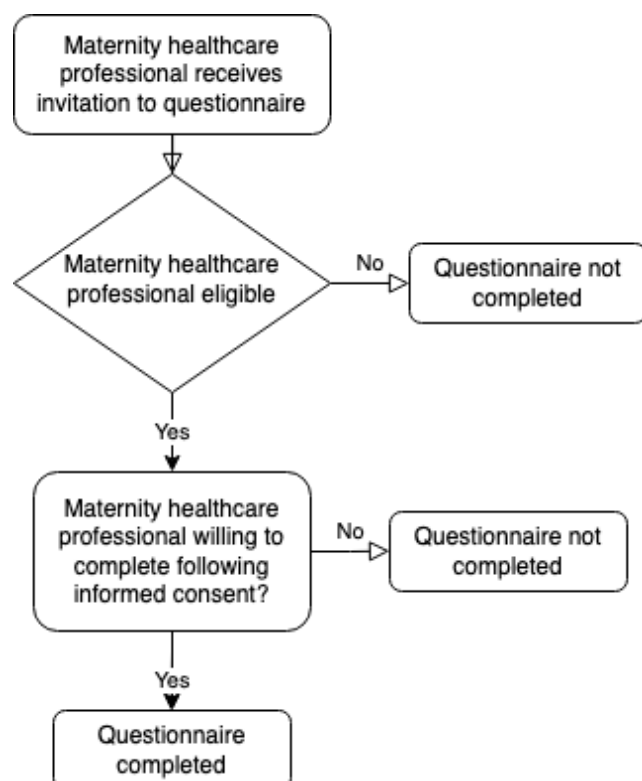 Maternity healthcare
professional receives
invitation to questionnaire
Maternity healthcare
professional eligible
No
Questionnaire not
completed
Yes
Maternity healthcare
professional willing to
complete following
informed consent?
No
Questionnaire not
completed
Yes
Questionnaire
completed